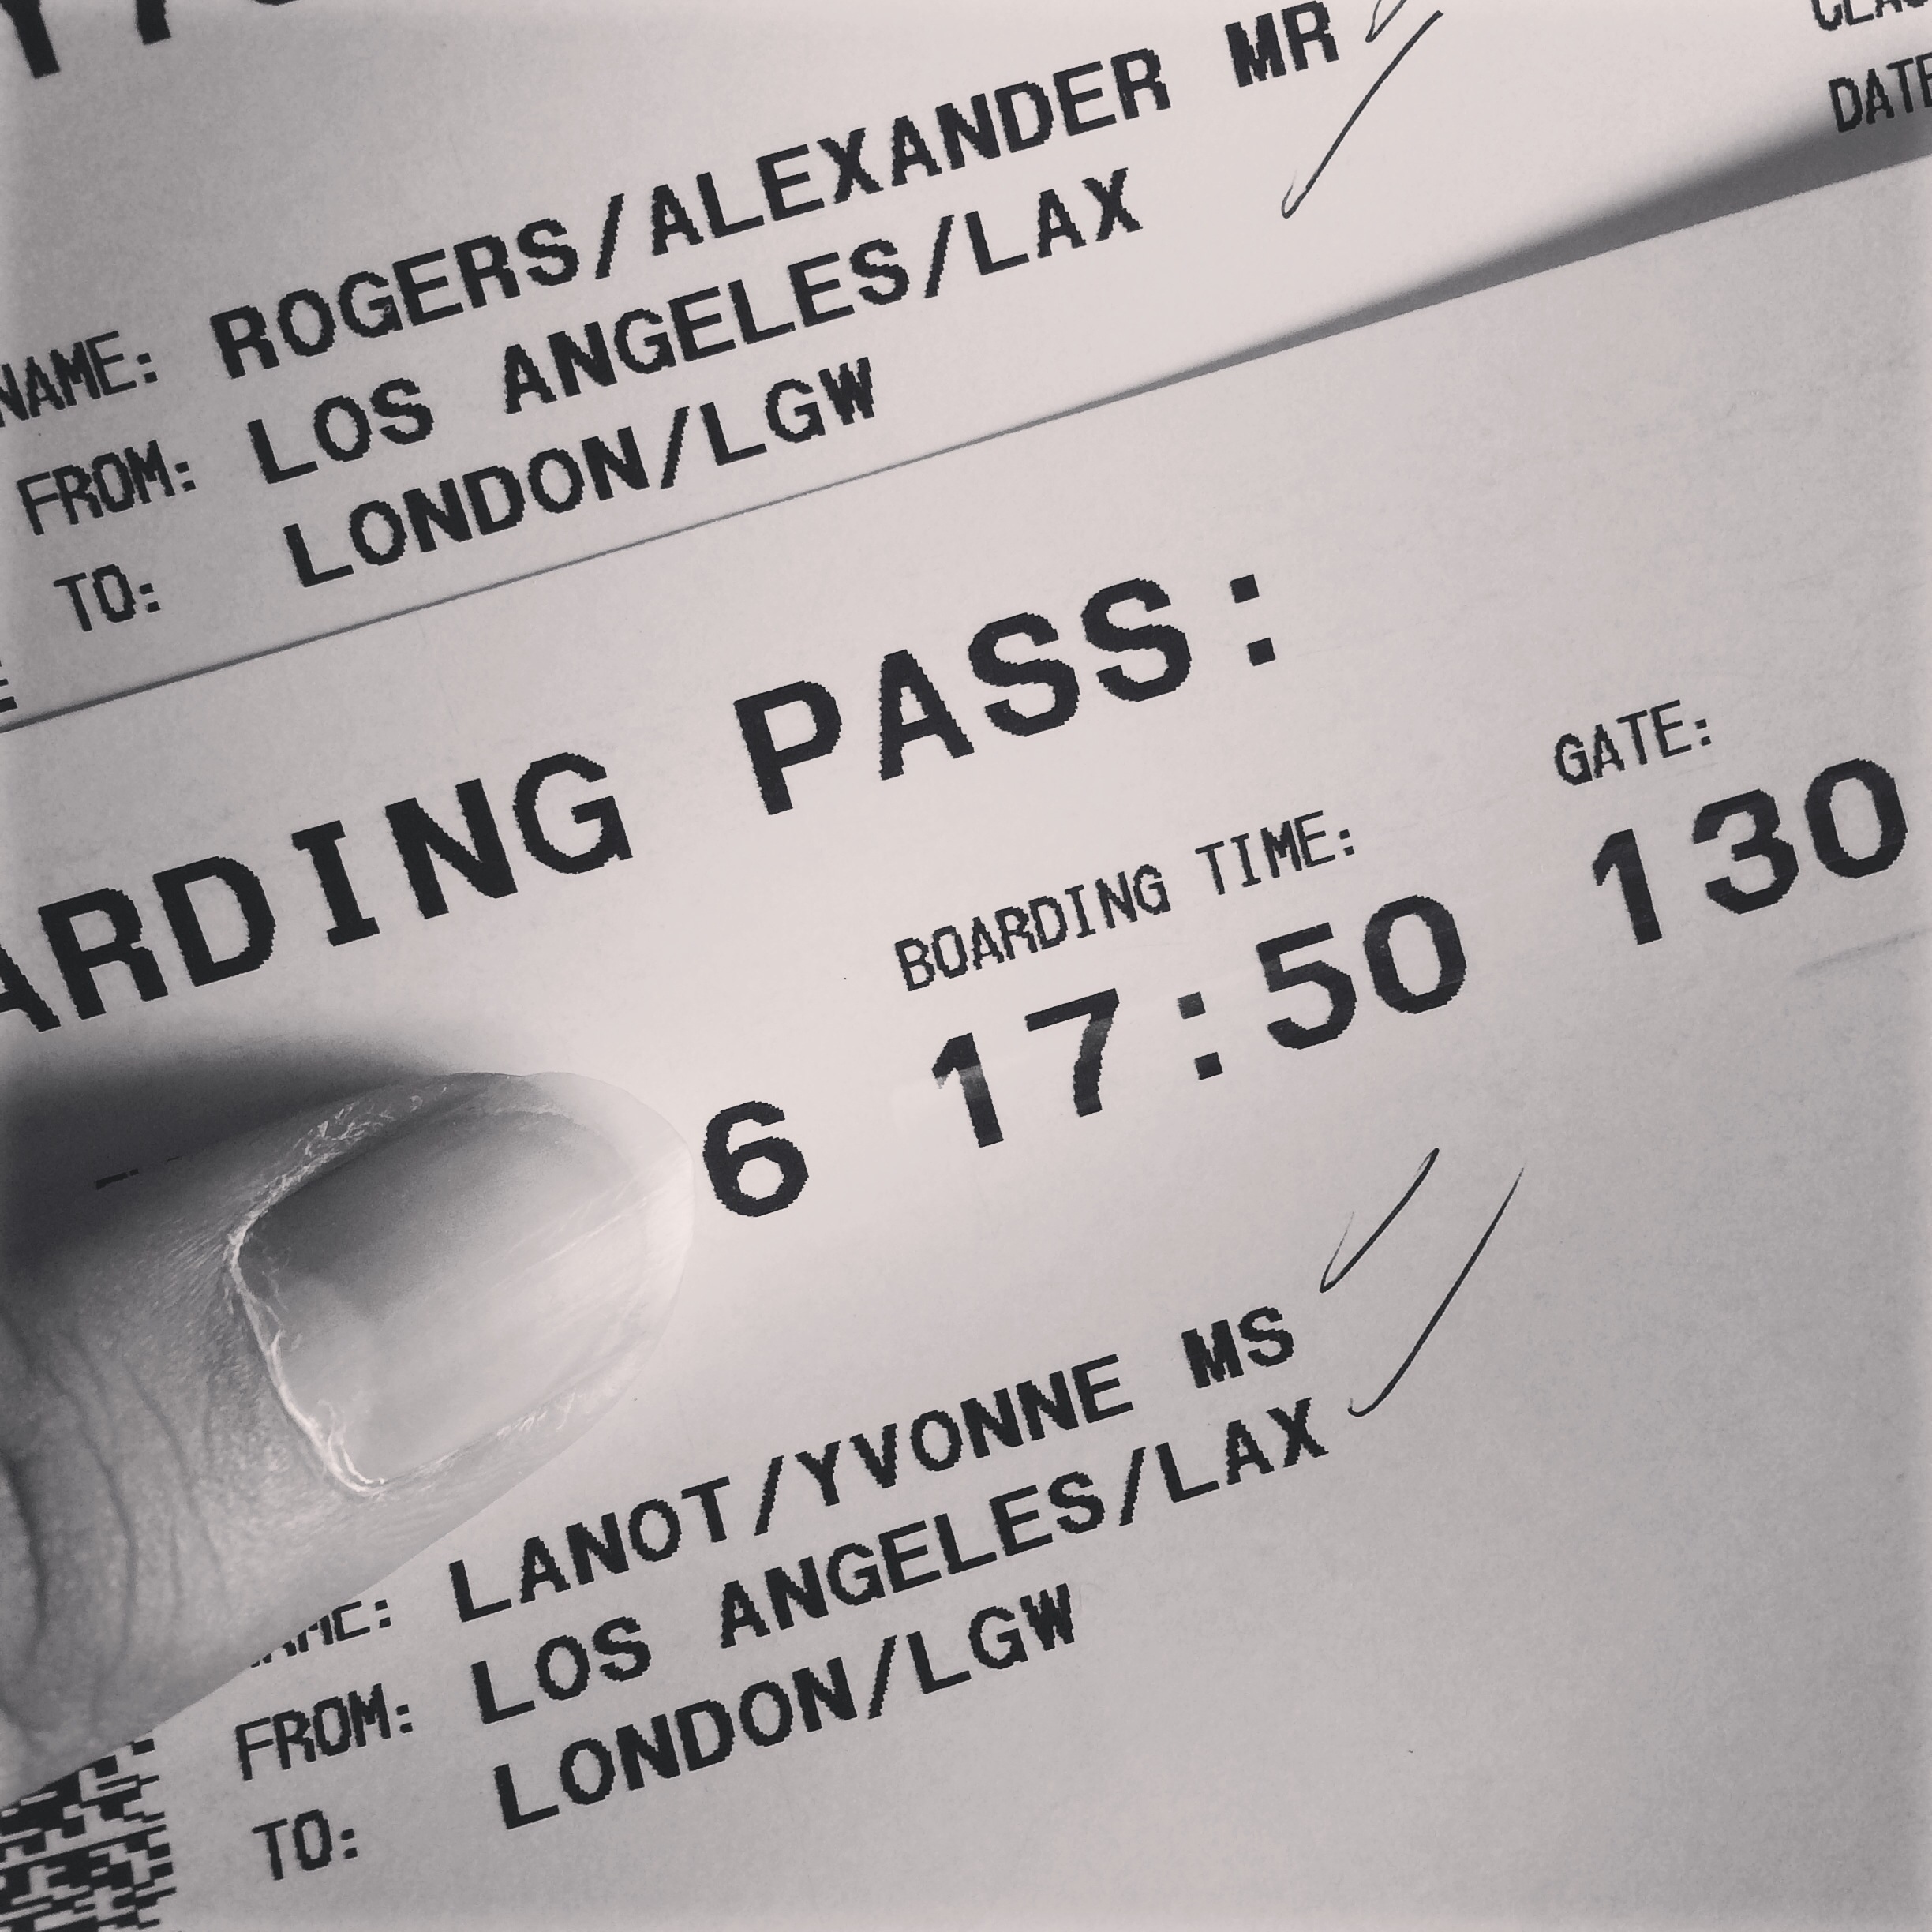 NAME: ROGERS/ALEXANDER MR
FROM: LOS ANGELES/LAX
TO: LONDON/LGW
DATE
ARDING PASS:
BOARDING TIME: GATE:
6 17:50 130
LANOT/YVONNE MS
FROM: LOS ANGELES/LAX
TO: LONDON/LGW